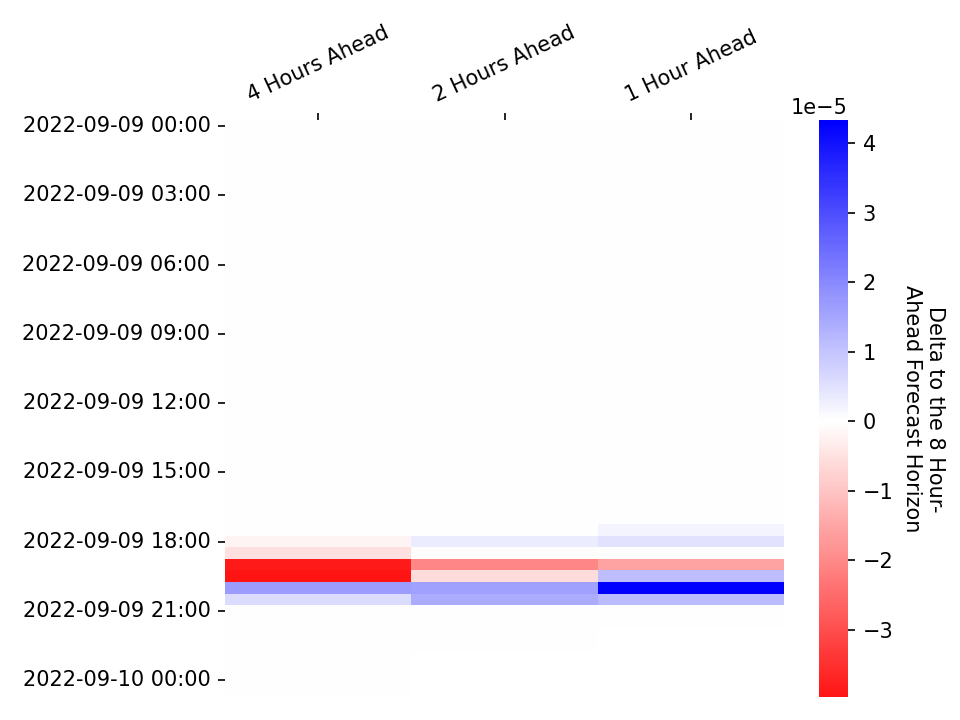 4 Hours Ahead
2 Hours Ahead
1 Hour Ahead
1e−5
2022-09-09 00:00
2022-09-09 03:00
2022-09-09 06:00
2022-09-09 09:00
2022-09-09 12:00
2022-09-09 15:00
2022-09-09 18:00
2022-09-09 21:00
2022-09-10 00:00
4
3
2
1
0
−1
−2
−3
Delta to the 8 Hour-
Ahead Forecast Horizon